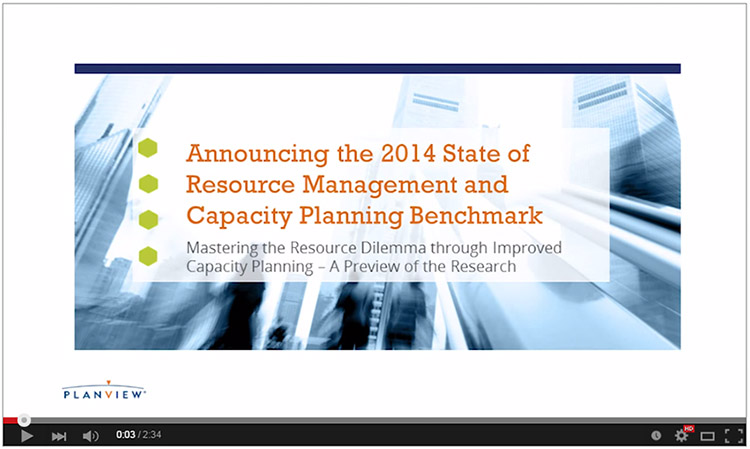 Announcing the 2014 State of
Resource Management and
Capacity Planning Benchmark
Mastering the Resource Dilemma through Improved
Capacity Planning – A Preview of the Research
PLANVIEW®
0:03 / 2:34
HD